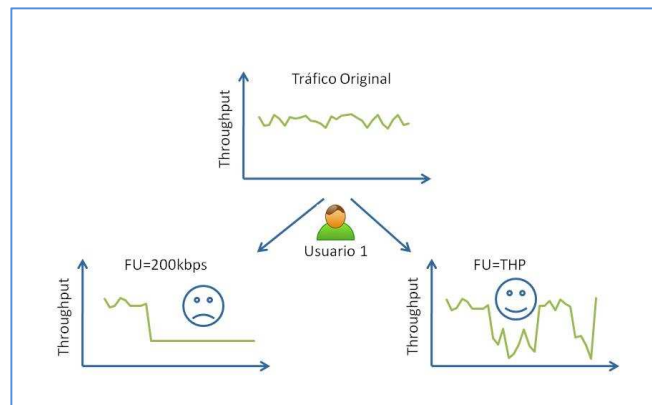 Tráfico Original
Throughput
Usuario 1
FU=200kbps
Throughput
FU=THP
Throughput